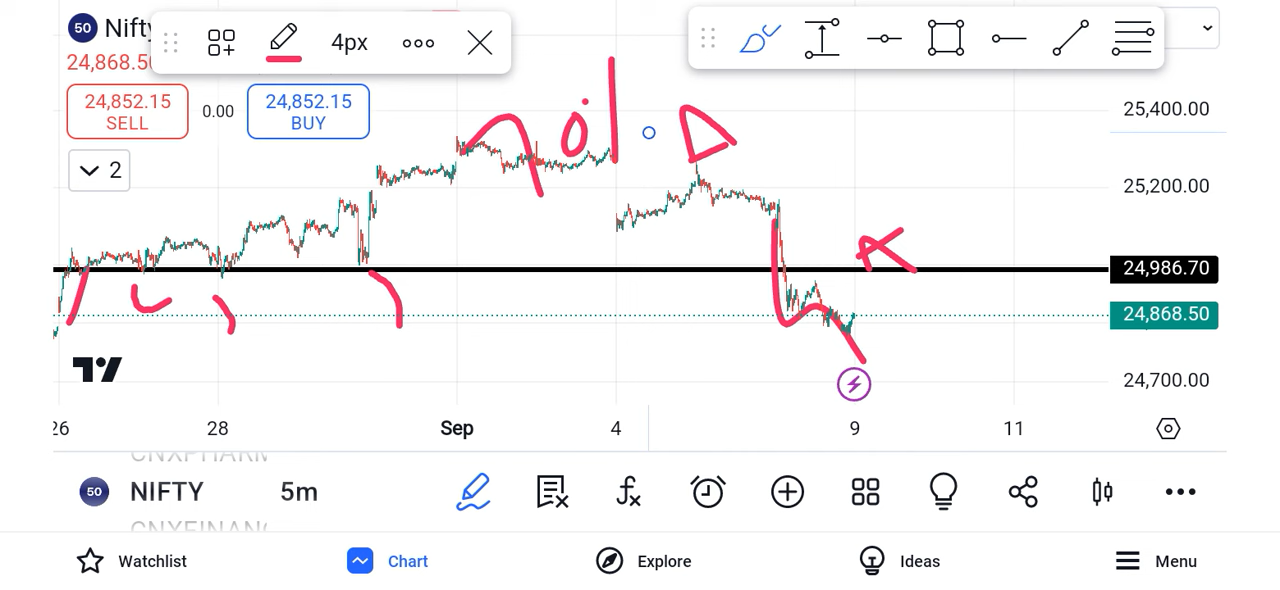 50 Nifty
4px
24,868.50
24,852.15 0.00 24,852.15
SELL BUY
2
25,400.00
25,200.00
24,986.70
24,868.50
24,700.00
26 28 Sep 4 9 11
50 NIFTY 5m
Watchlist Chart Explore Ideas Menu